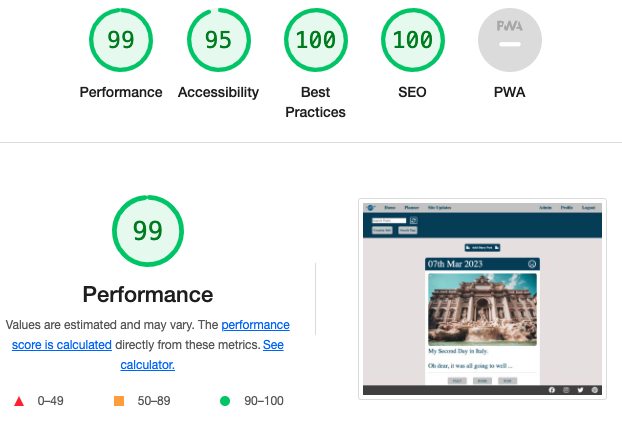 99
95
100
100
PWA
Performance
Accessibility
Best
Practices
SEO
PWA
99
Performance
Values are estimated and may vary. The performance
score is calculated directly from these metrics. See
calculator.
0–49
50–89
90–100
Home Planner Site Updates Admin Profile Logout
07th Mar 2023
My Second Day in Italy.
Oh dear, it was all going to well ...